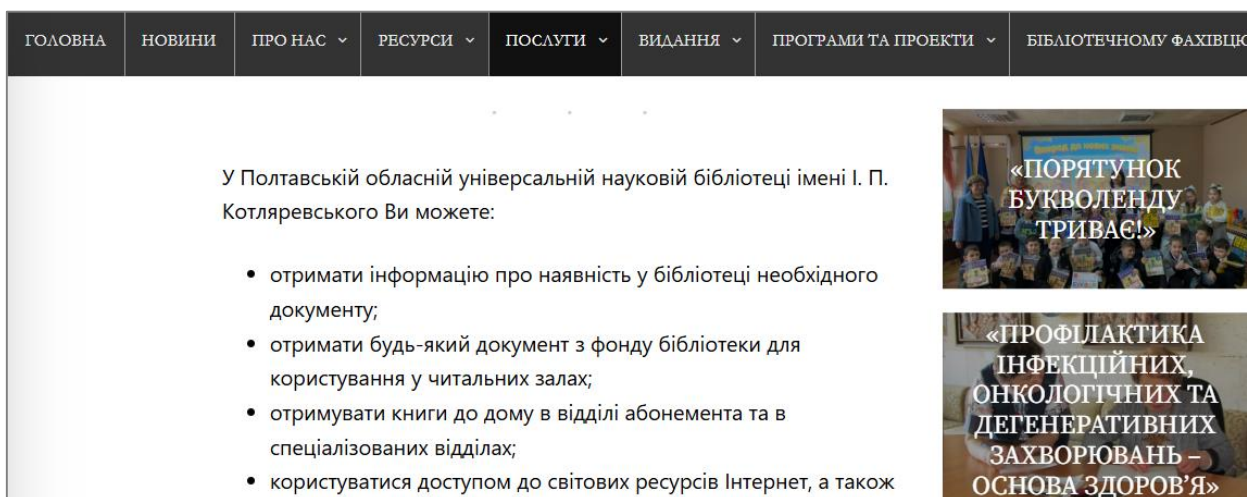 ГОЛОВНА НОВИНИ ПРО НАС РЕСУРСИ ПОСЛУГИ ВИДАННЯ ПРОГРАМИ ТА ПРОЕКТИ БІБЛІОТЕЧНОМУ ФАХІВЦЮ
У Полтавській обласній універсальній науковій бібліотеці імені І. П.
Котляревського Ви можете:
• отримати інформацію про наявність у бібліотеці необхідного
документу;
• отримати будь-який документ з фонду бібліотеки для
користування у читальних залах;
• отримувати книги до дому в відділі абонемента та в
спеціалізованих відділах;
• користуватися доступом до світових ресурсів Інтернет, а також
«ПОРЯТУНОК
БУКВОЛЕНДУ
ТРИВАЄ!»
«ПРОФІЛАКТИКА
ІНФЕКЦІЙНИХ,
ОНКОЛОГІЧНИХ ТА
ДЕГЕНЕРАТИВНИХ
ЗАХВОРЮВАНЬ –
ОСНОВА ЗДОРОВ’Я»